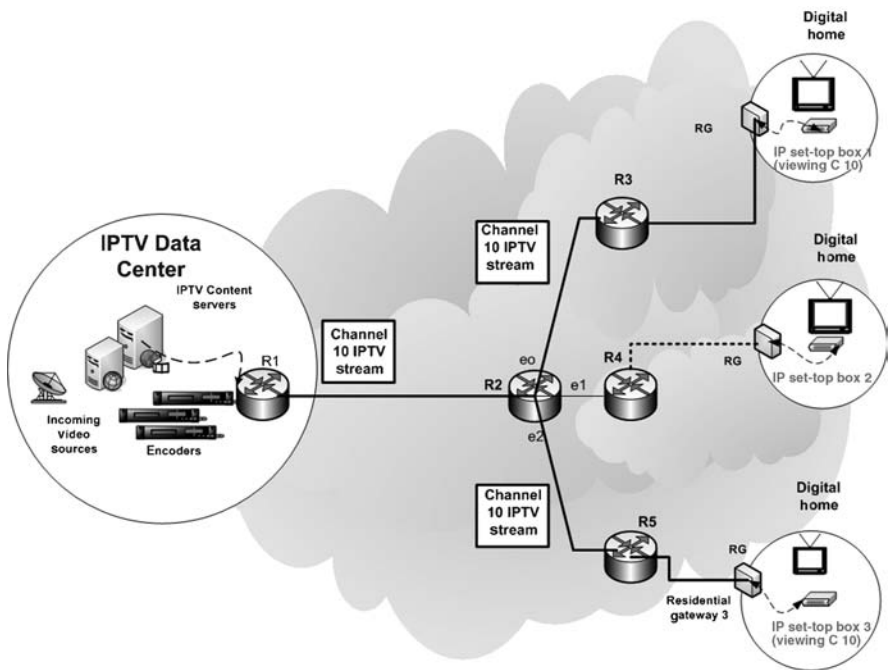 Digital
home
RG
IP set-top box 1
(viewing C 10)
R3
Channel
10 IPTV
stream
IPTV Data
Center
IPTV Content
servers
R1
Incoming
video
sources
Encoders
Channel
10 IPTV
stream
R2
eo
e1
e2
R4
Digital
home
RG
IP set-top box 2
Channel
10 IPTV
stream
R5
Digital
home
RG
Residential
gateway 3
IP set-top box 3
(viewing C 10)